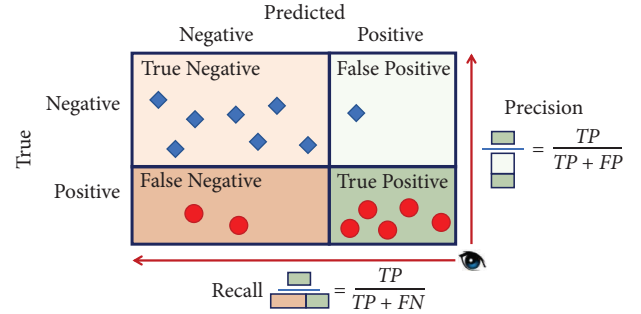 Predicted
Negative Positive
True Negative False Positive
Negative
Precision
True
TP
= 
TP + FP
Positive
False Negative True Positive
Recall = TP
TP + FN